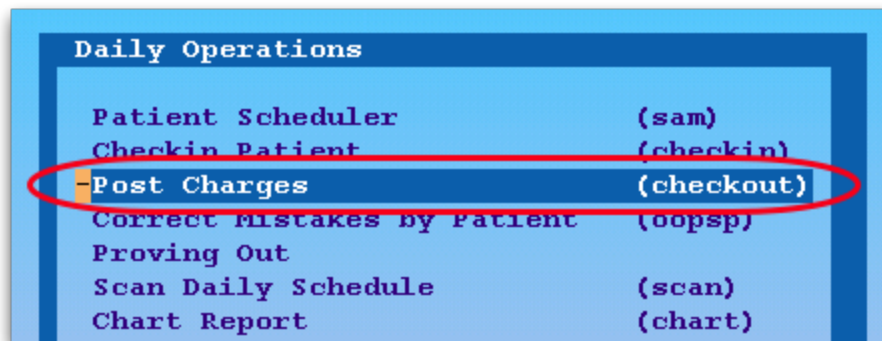 Daily Operations
Patient Scheduler (sam)
Checkin Patient (checkin)
-Post Charges (checkout)
Correct Mistakes by Patient (oopsp)
Proving Out
Scan Daily Schedule (scan)
Chart Report (chart)